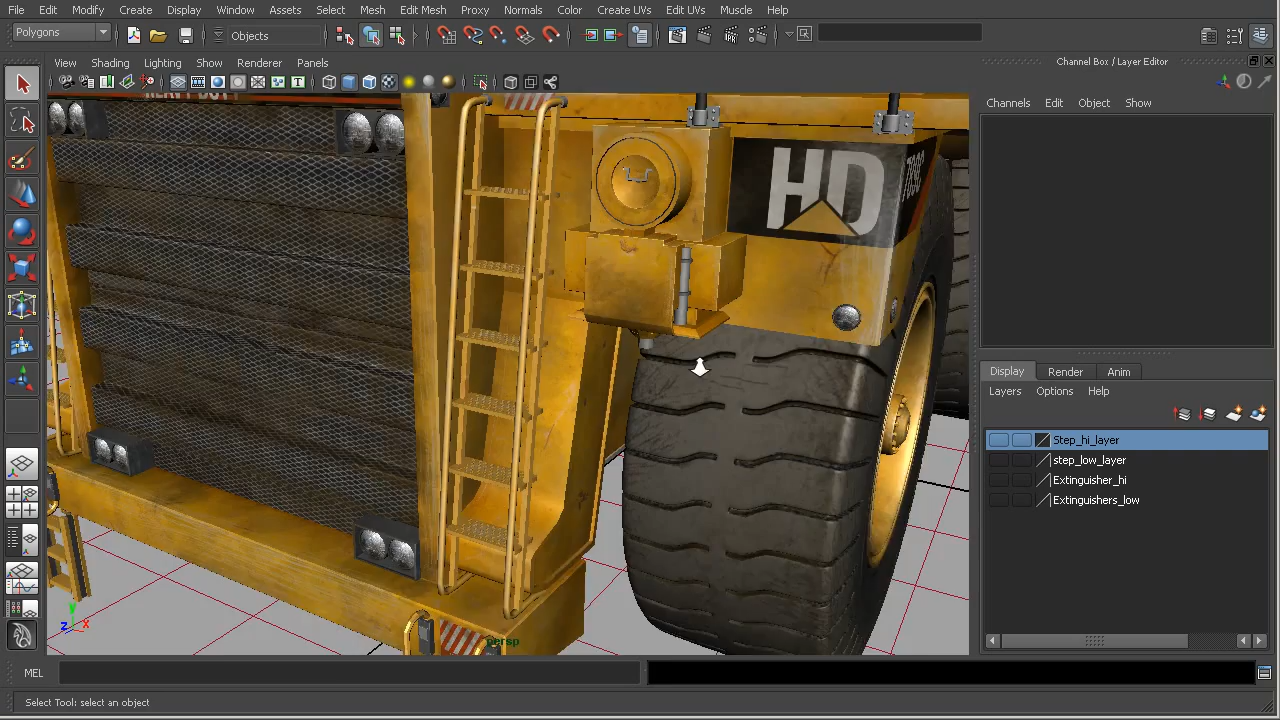 File Edit Modify Create Display Window Assets Select Mesh Edit Mesh Proxy Normals Color Create UVs Edit UVs Muscle Help
Polygons Objects
View Shading Lighting Show Renderer Panels
Channel Box / Layer Editor
Channels Edit Object Show
HD
persp
y
z x
Display Render Anim
Layers Options Help
Step_hi_layer
step_low_layer
Extinguisher_hi
Extinguishers_low
MEL
Select Tool: select an object